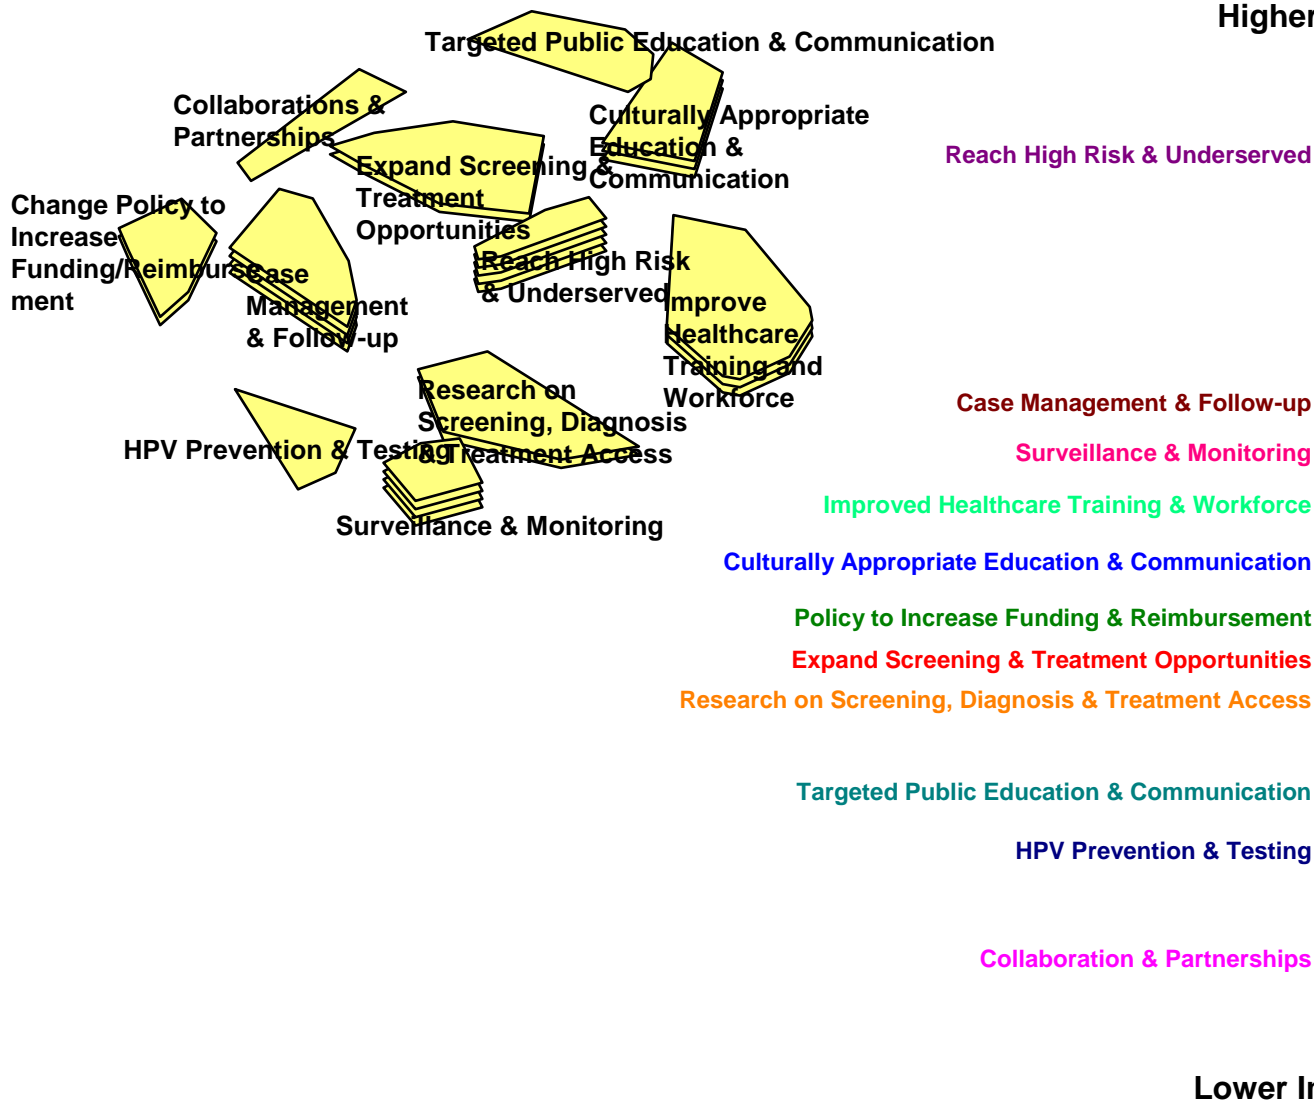 Higher
Targeted Public Education & Communication
Collaborations &
Partnerships
Culturally Appropriate
Education &
Communication
Expand Screening &
Treatment
Opportunities
Change Policy to
Increase
Funding/Reimburse
ment
Case
Management
& Follow-up
Reach High Risk
& Underserved
Improve
Healthcare
Training and
Workforce
Research on
Screening, Diagnosis
& Treatment Access
HPV Prevention & Testing
Surveillance & Monitoring
Reach High Risk & Underserved
Case Management & Follow-up
Surveillance & Monitoring
Improved Healthcare Training & Workforce
Culturally Appropriate Education & Communication
Policy to Increase Funding & Reimbursement
Expand Screening & Treatment Opportunities
Research on Screening, Diagnosis & Treatment Access
Targeted Public Education & Communication
HPV Prevention & Testing
Collaboration & Partnerships
Lower